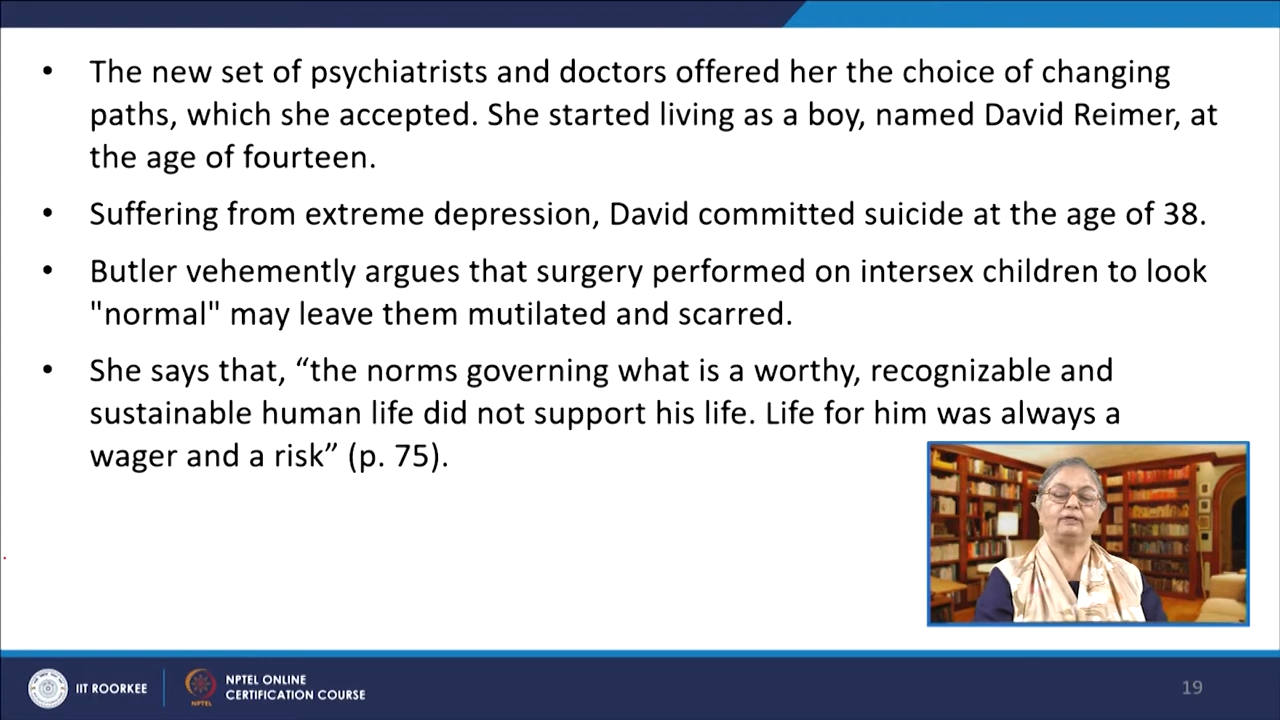 • The new set of psychiatrists and doctors offered her the choice of changing
paths, which she accepted. She started living as a boy, named David Reimer, at
the age of fourteen.
• Suffering from extreme depression, David committed suicide at the age of 38.
• Butler vehemently argues that surgery performed on intersex children to look
"normal" may leave them mutilated and scarred.
• She says that, “the norms governing what is a worthy, recognizable and
sustainable human life did not support his life. Life for him was always a
wager and a risk” (p. 75).
IIT ROORKEE
NPTEL
NPTEL ONLINE
CERTIFICATION COURSE
19